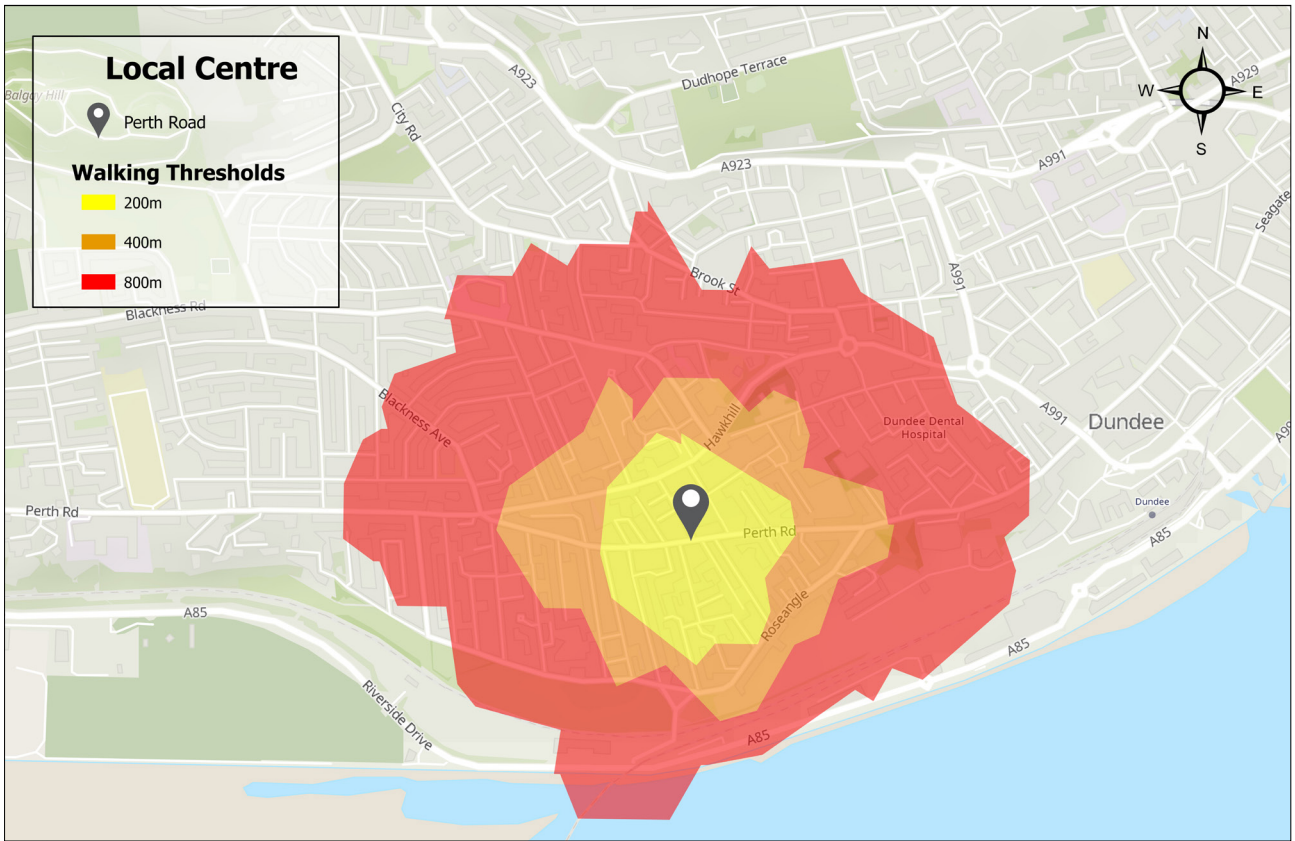 Local Centre
Perth Road
Walking Thresholds
200m
400m
800m
Balgay Hill
City Rd
A923
Dudhope Terrace
A923
N
W
E
S
A929
A991
Seagate
A991
Brook St
Blackness Rd
Blackness Ave
Hawkhill
Dundee Dental
Hospital
A991
Dundee
A99
Perth Rd
Perth Rd
Dundee
A85
A85
Roseangle
A85
Riverside Drive
A85